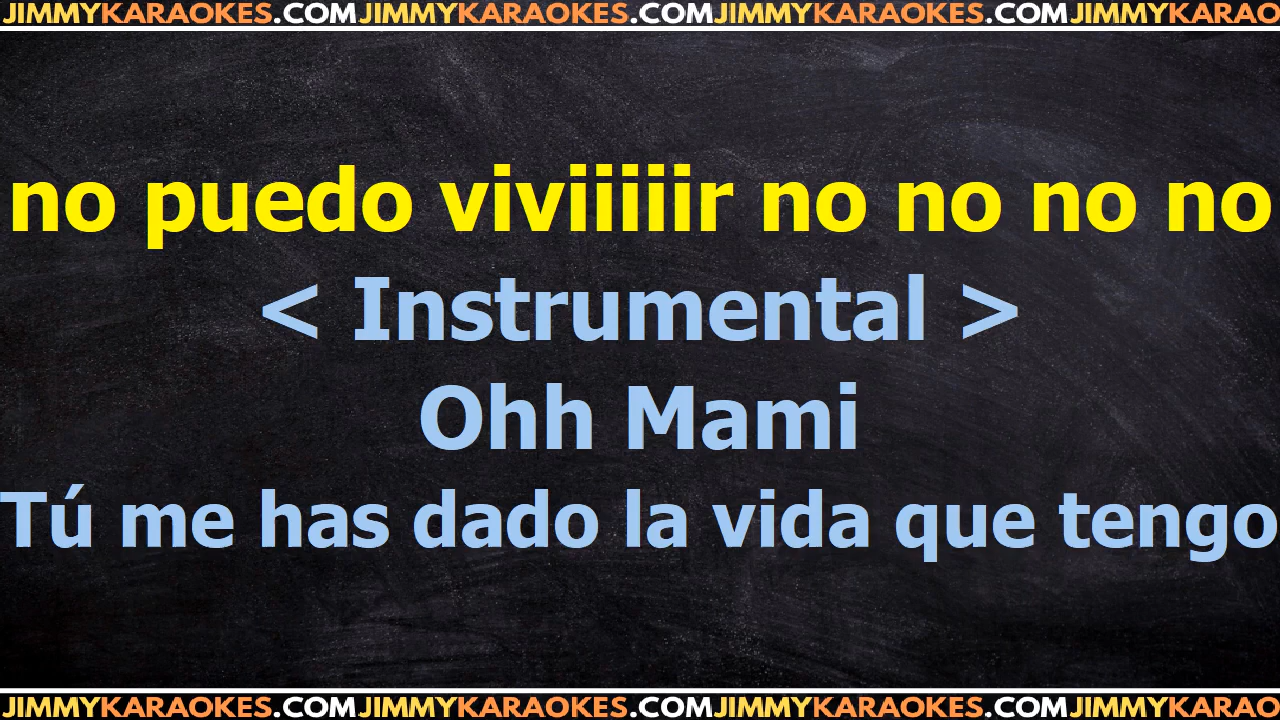 JIMMYKARAOKES.COMJIMMYKARAOKES.COMJIMMYKARAOKES.COMJIMMYKARAO
no puedo viviiiiir no no no no
< Instrumental >
Ohh Mami
Tú me has dado la vida que tengo
JIMMYKARAOKES.COMJIMMYKARAOKES.COMJIMMYKARAOKES.COMJIMMYKARAO